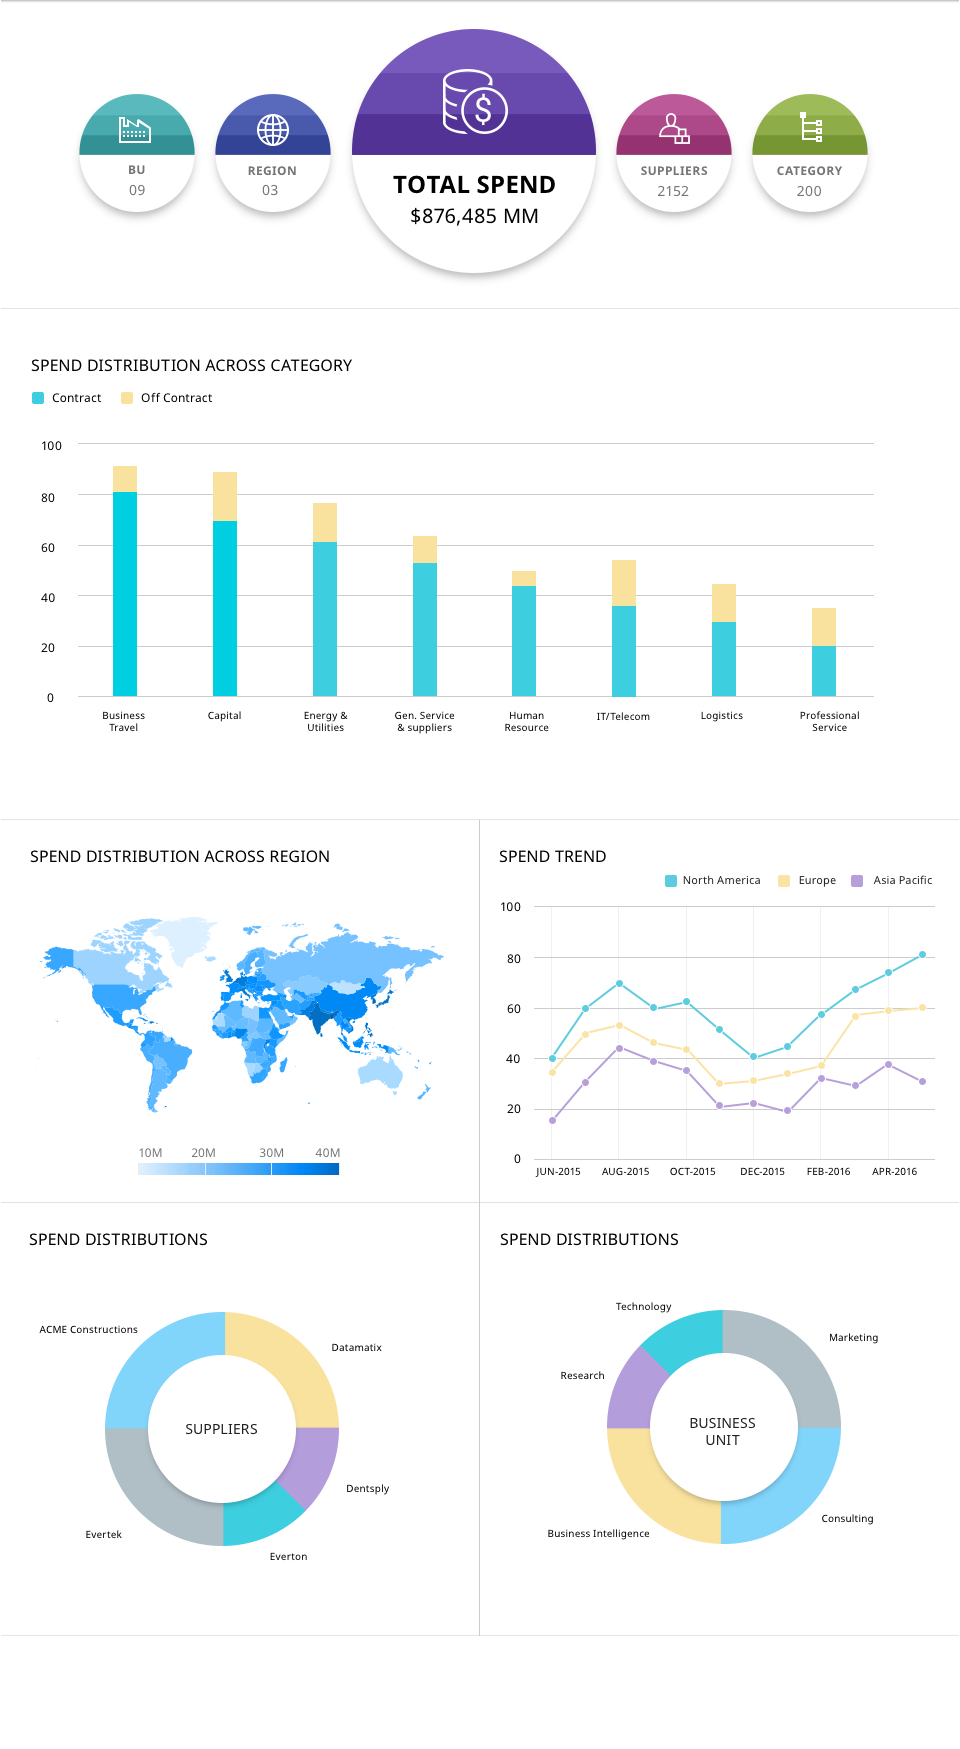 BU
09
REGION
03
TOTAL SPEND
$876,485 MM
SUPPLIERS
2152
CATEGORY
200
SPEND DISTRIBUTION ACROSS CATEGORY
Contract
Off Contract
100
80
60
40
20
0
Business
Travel
Capital
Energy &
Utilities
Gen. Service
& suppliers
Human
Resource
IT/Telecom
Logistics
Professional
Service
SPEND DISTRIBUTION ACROSS REGION
10M 20M 30M 40M
SPEND TREND
North America
Europe
Asia Pacific
100
80
60
40
20
0
JUN-2015 AUG-2015 OCT-2015 DEC-2015 FEB-2016 APR-2016
SPEND DISTRIBUTIONS
ACME Constructions
Datamatix
SUPPLIERS
Dentsply
Evertek
Everton
SPEND DISTRIBUTIONS
Technology
Marketing
Research
BUSINESS
UNIT
Consulting
Business Intelligence